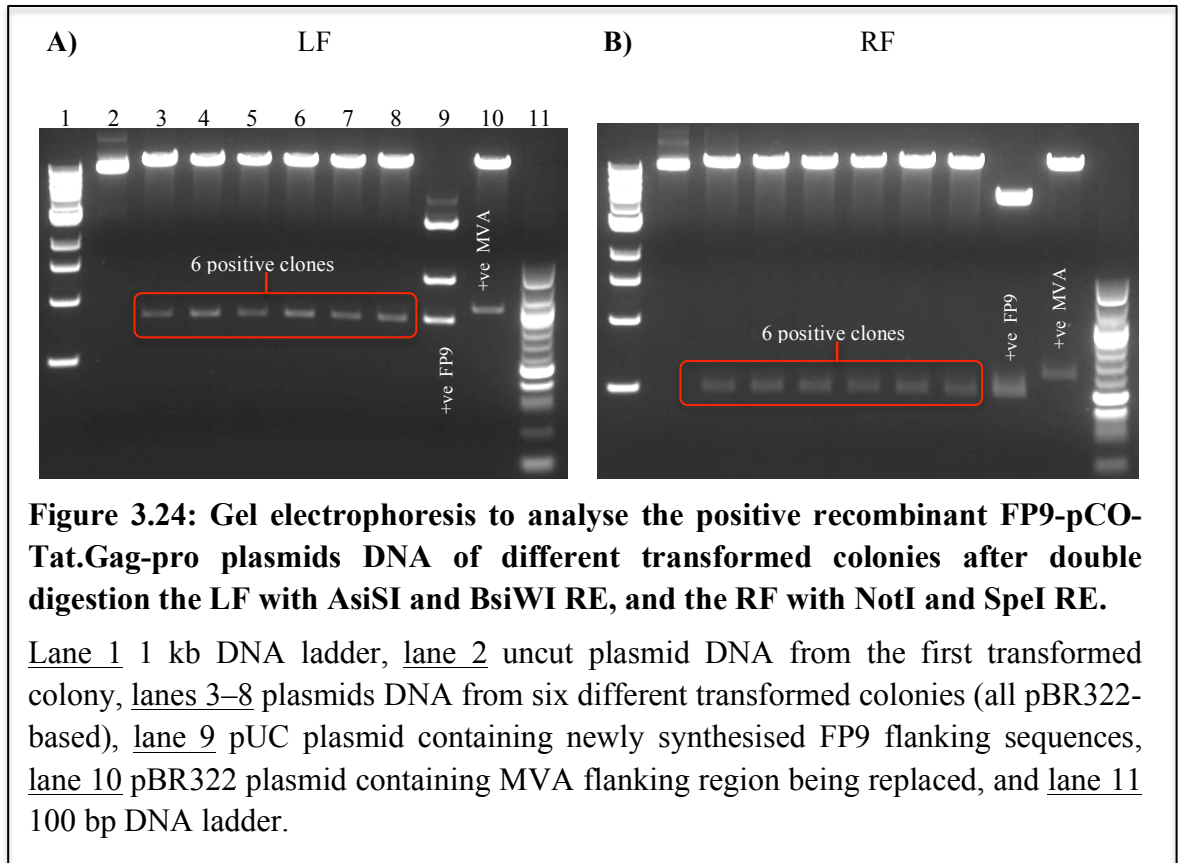 A) LF B) RF
1 2 3 4 5 6 7 8 9 10 11
6 positive clones
+ve FP9
+ve MVA
6 positive clones
+ve FP9
+ve MVA
Figure 3.24: Gel electrophoresis to analyse the positive recombinant FP9-pCO-
Tat.Gag-pro plasmids DNA of different transformed colonies after double
digestion the LF with AsiSI and BsiWI RE, and the RF with NotI and SpeI RE.
Lane 1 1 kb DNA ladder, lane 2 uncut plasmid DNA from the first transformed
colony, lanes 3–8 plasmids DNA from six different transformed colonies (all pBR322-
based), lane 9 pUC plasmid containing newly synthesised FP9 flanking sequences,
lane 10 pBR322 plasmid containing MVA flanking region being replaced, and lane 11
100 bp DNA ladder.